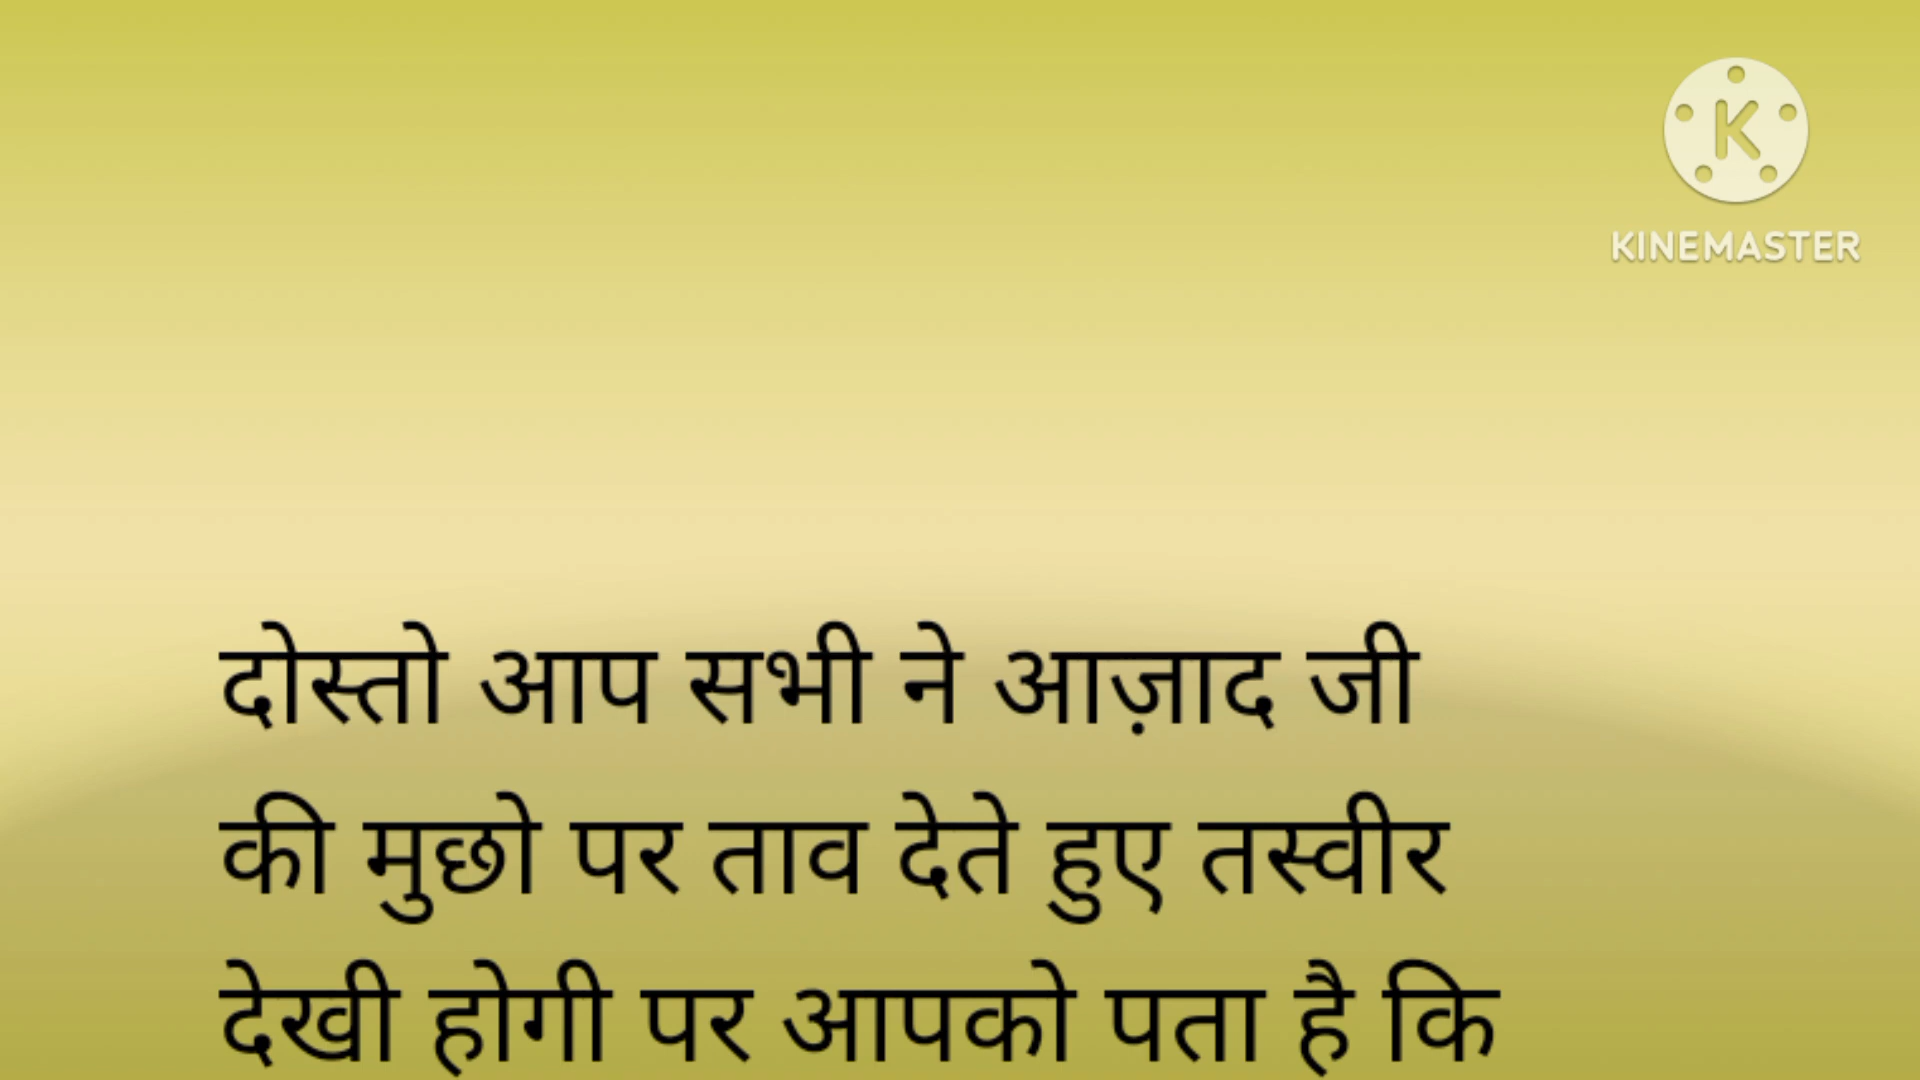 KINEMASTER
दोस्तो आप सभी ने आज़ाद जी
की मुछो पर ताव देते हुए तस्वीर
देखी होगी पर आपको पता है कि